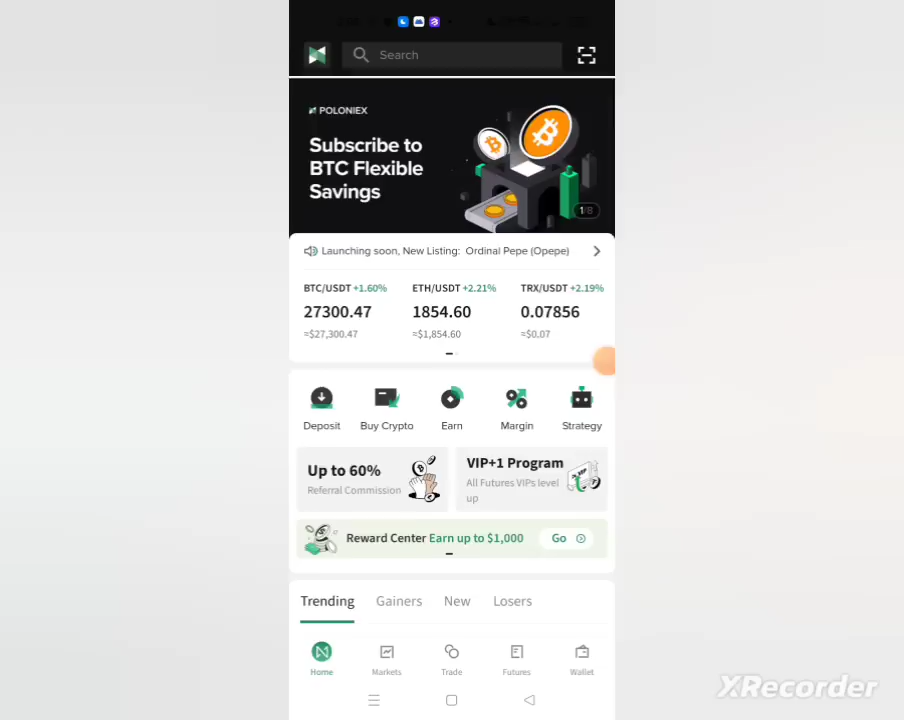 Search
POLONIEX
Subscribe to
BTC Flexible
Savings
1/8
Launching soon, New Listing: Ordinal Pepe (Opepe)
BTC/USDT +1.60% ETH/USDT +2.21% TRX/USDT +2.19%
27300.47 1854.60 0.07856
≈$27,300.47 ≈$1,854.60 ≈$0.07
Deposit Buy Crypto Earn Margin Strategy
Up to 60%
Referral Commission
VIP+1 Program
All Futures VIPs level
up
Reward Center Earn up to $1,000 Go
Trending Gainers New Losers
Home Markets Trade Futures Wallet
XRecorder